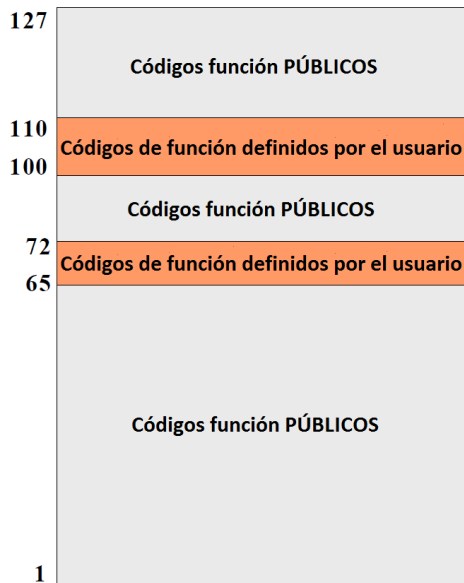 127
Códigos función PÚBLICOS
110
Códigos de función definidos por el usuario
100
Códigos función PÚBLICOS
72
Códigos de función definidos por el usuario
65
Códigos función PÚBLICOS
1